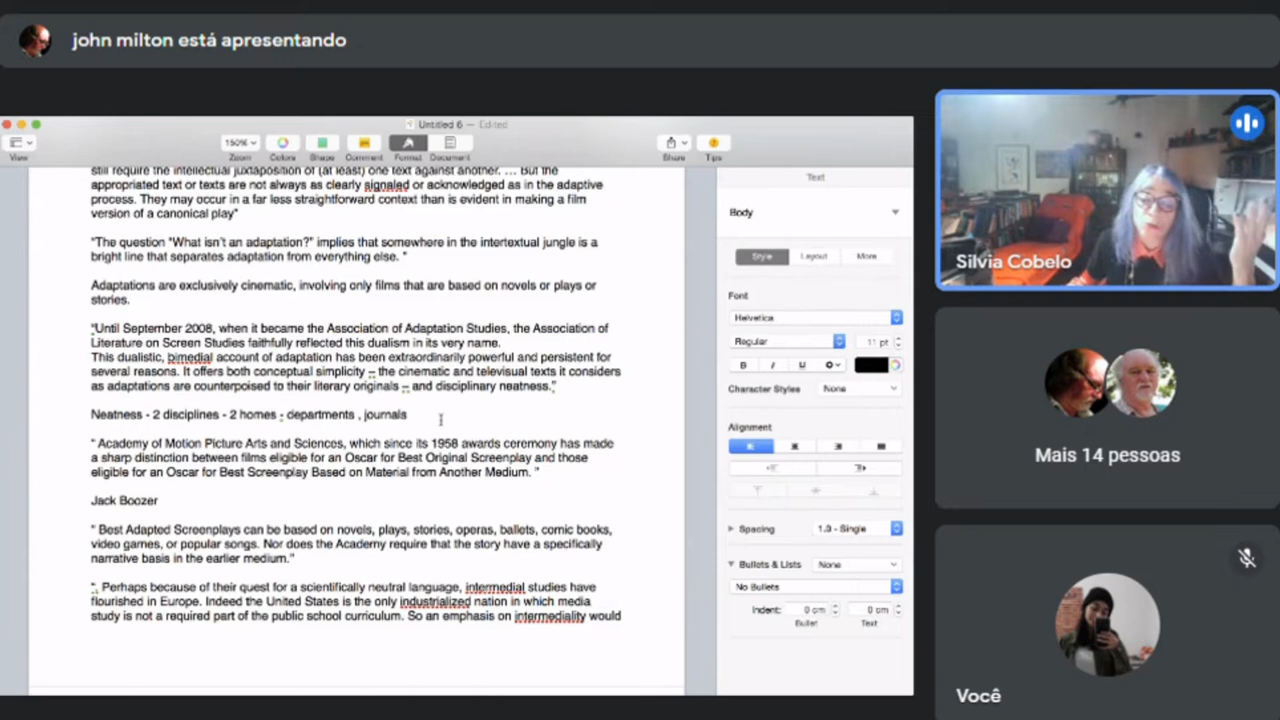 john milton está apresentando
Untitled 6 — Edited
150%
View
Zoom
Colors
Shape
Comment
Format
Document
Share
Tips
still require the intellectual juxtaposition of (at least) one text against another. ... But the
appropriated text or texts are not always as clearly signaled or acknowledged as in the adaptive
process. They may occur in a far less straightforward context than is evident in making a film
version of a canonical play"
"The question "What isn't an adaptation?" implies that somewhere in the intertextual jungle is a
bright line that separates adaptation from everything else. "
Adaptations are exclusively cinematic, involving only films that are based on novels or plays or
stories.
"Until September 2008, when it became the Association of Adaptation Studies, the Association of
Literature on Screen Studies faithfully reflected this dualism in its very name.
This dualistic, bimedial account of adaptation has been extraordinarily powerful and persistent for
several reasons. It offers both conceptual simplicity – the cinematic and televisual texts it considers
as adaptations are counterpoised to their literary originals – and disciplinary neatness."
Neatness - 2 disciplines - 2 homes - departments , journals
" Academy of Motion Picture Arts and Sciences, which since its 1958 awards ceremony has made
a sharp distinction between films eligible for an Oscar for Best Original Screenplay and those
eligible for an Oscar for Best Screenplay Based on Material from Another Medium. "
Jack Boozer
" Best Adapted Screenplays can be based on novels, plays, stories, operas, ballets, comic books,
video games, or popular songs. Nor does the Academy require that the story have a specifically
narrative basis in the earlier medium."
". Perhaps because of their quest for a scientifically neutral language, intermedial studies have
flourished in Europe. Indeed the United States is the only industrialized nation in which media
study is not a required part of the public school curriculum. So an emphasis on intermediality would
Text
Body
Style
Layout
More
Font
Helvetica
Regular
11 pt
B I U
Character Styles
None
Alignment
Spacing
1.0 - Single
Bullets & Lists
None
No Bullets
Indent:
0 cm
0 cm
Bullet
Text
Silvia Cobelo
Mais 14 pessoas
Você